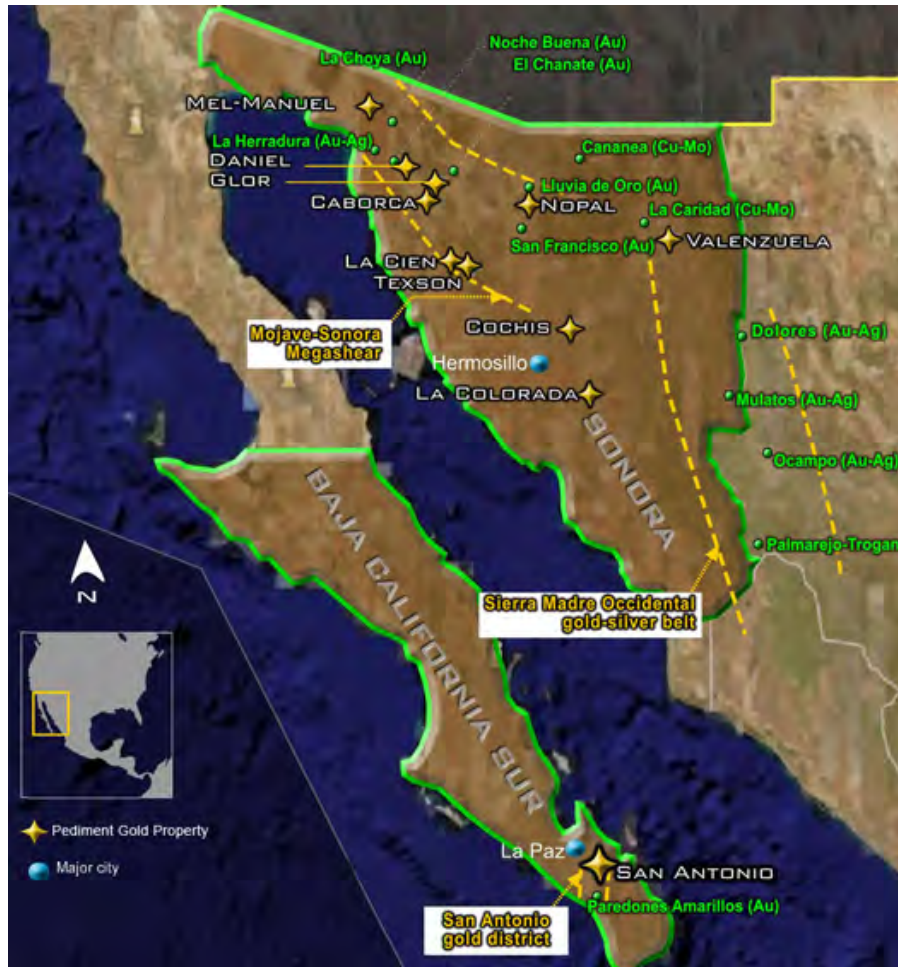 Noche Buena (Au)
La Choya (Au)
El Chanate (Au)
MEL-MANUEL
La Herradura (Au-Ag)
Cananea (Cu-Mo)
DANIEL
GLOR
Lluvia de Oro (Au)
CABORCA
NOPAL
La Caridad (Cu-Mo)
San Francisco (Au)
VALENZUELA
LA CIEN
TEXSON
Mojave-Sonora
Megashear
COCHIS
Dolores (Au-Ag)
Hermosillo
LA COLORADA
Mulatos (Au-Ag)
SONORA
Ocampo (Au-Ag)
BAJA CALIFORNIA SUR
Palmarejo-Trogan
N
Sierra Madre Occidental
gold-silver belt
Pediment Gold Property
Major city
La Paz
SAN ANTONIO
Paredones Amarillos (Au)
San Antonio
gold district